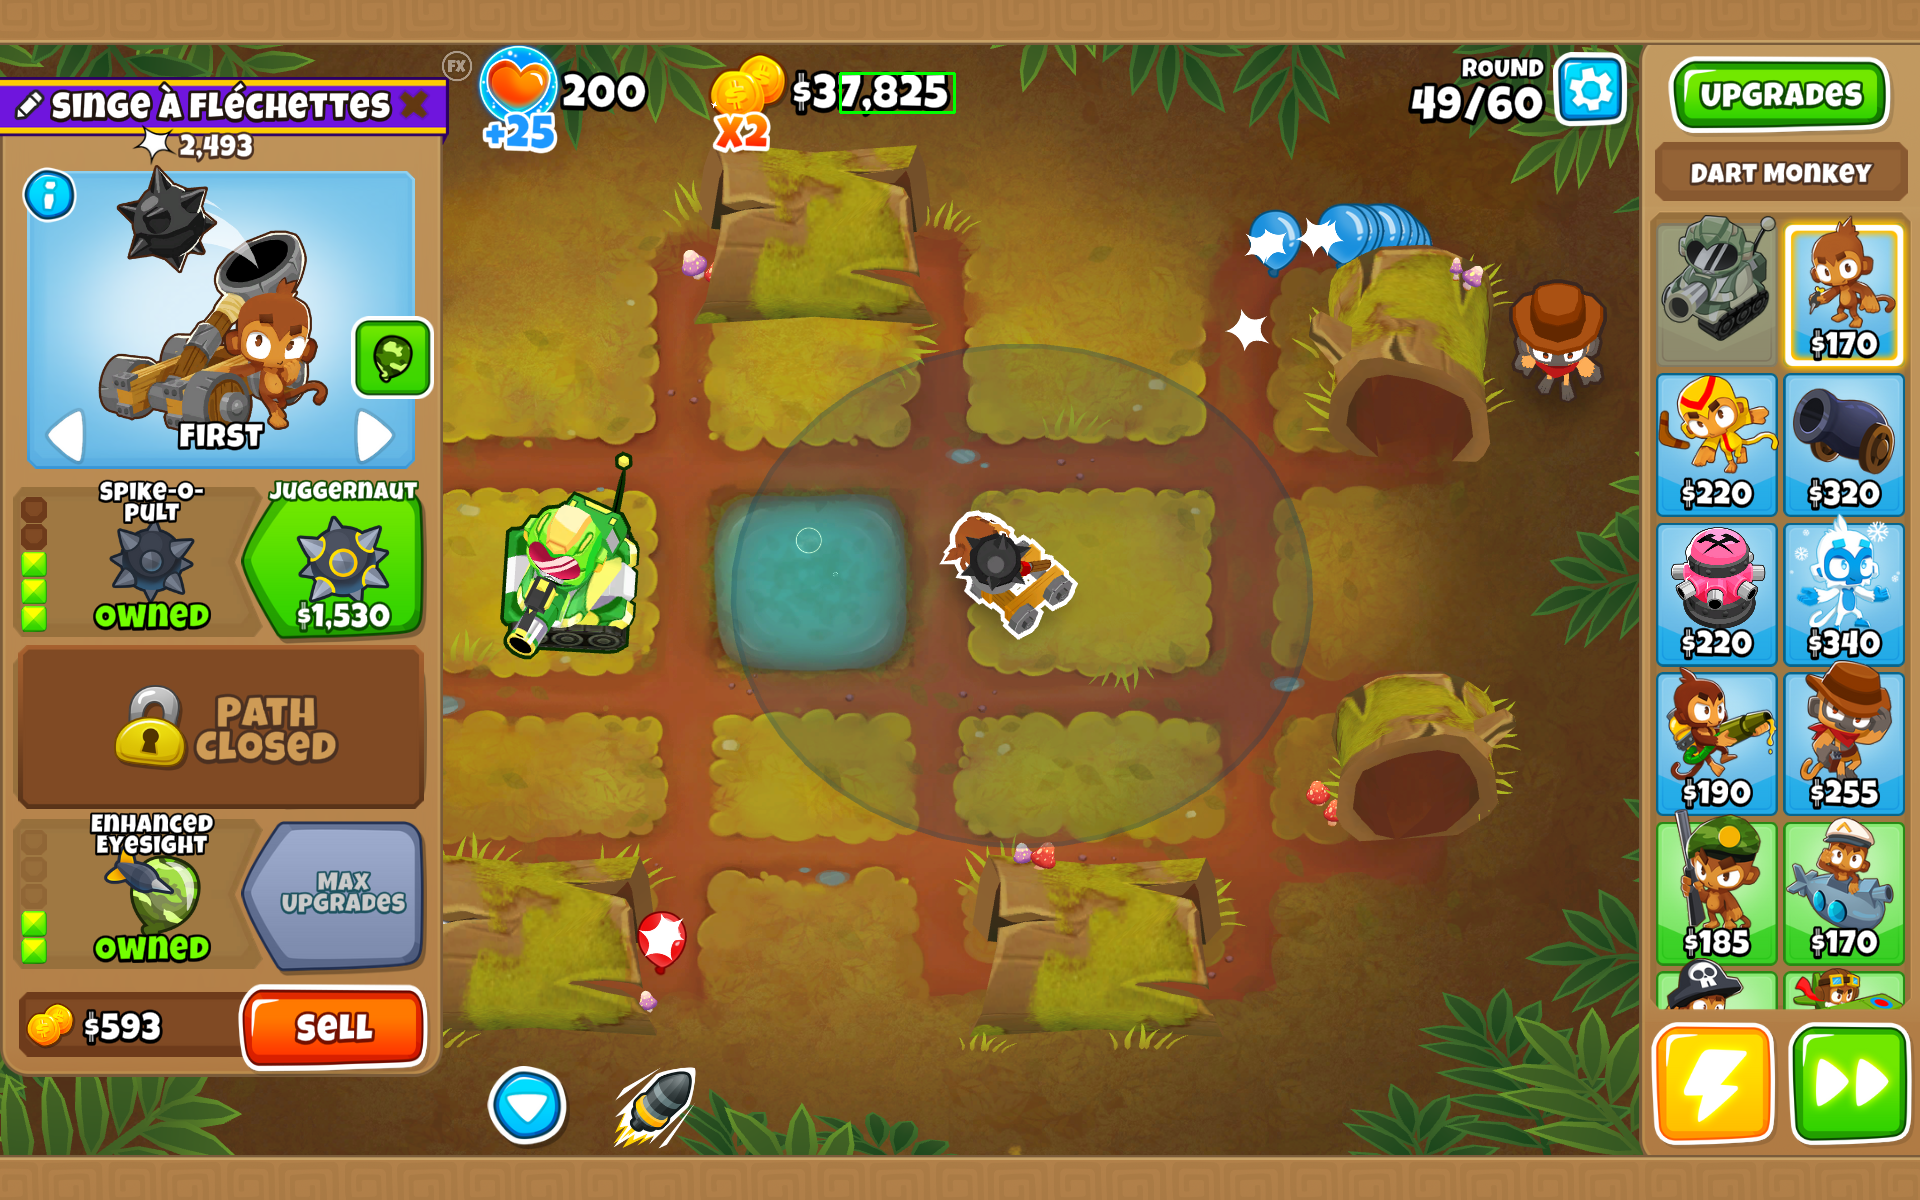 FX
200
+25
$37,825
X2
ROUND
49/60
UPGRADES
SINGE À FLÉCHETTES
2,493
FIRST
SPIKE-O-
PULT
OWNED
JUGGERNAUT
$1,530
PATH
CLOSED
ENHANCED
EYESIGHT
OWNED
MAX
UPGRADES
$593
SELL
DART MONKEY
$170
$220
$320
$220
$340
$190
$255
$185
$170